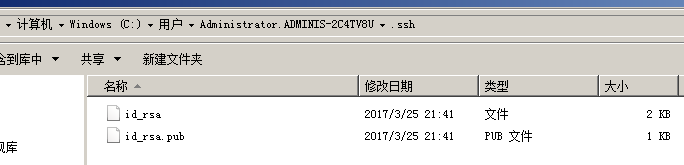 计算机 Windows (C:) 用户 Administrator.ADMINIS-2C4TV8U .ssh
含到库中 共享 新建文件夹
名称 修改日期 类型 大小
id_rsa 2017/3/25 21:41 文件 2 KB
id_rsa.pub 2017/3/25 21:41 PUB 文件 1 KB
视库